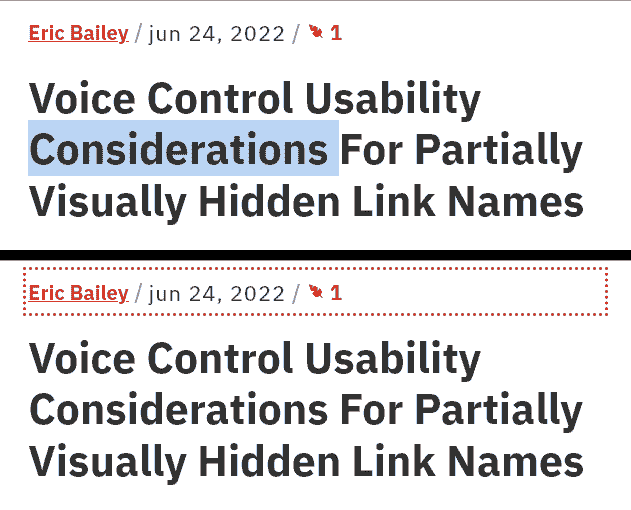 Eric Bailey / jun 24, 2022 / 1
Voice Control Usability
Considerations For Partially
Visually Hidden Link Names
Eric Bailey / jun 24, 2022 / 1
Voice Control Usability
Considerations For Partially
Visually Hidden Link Names